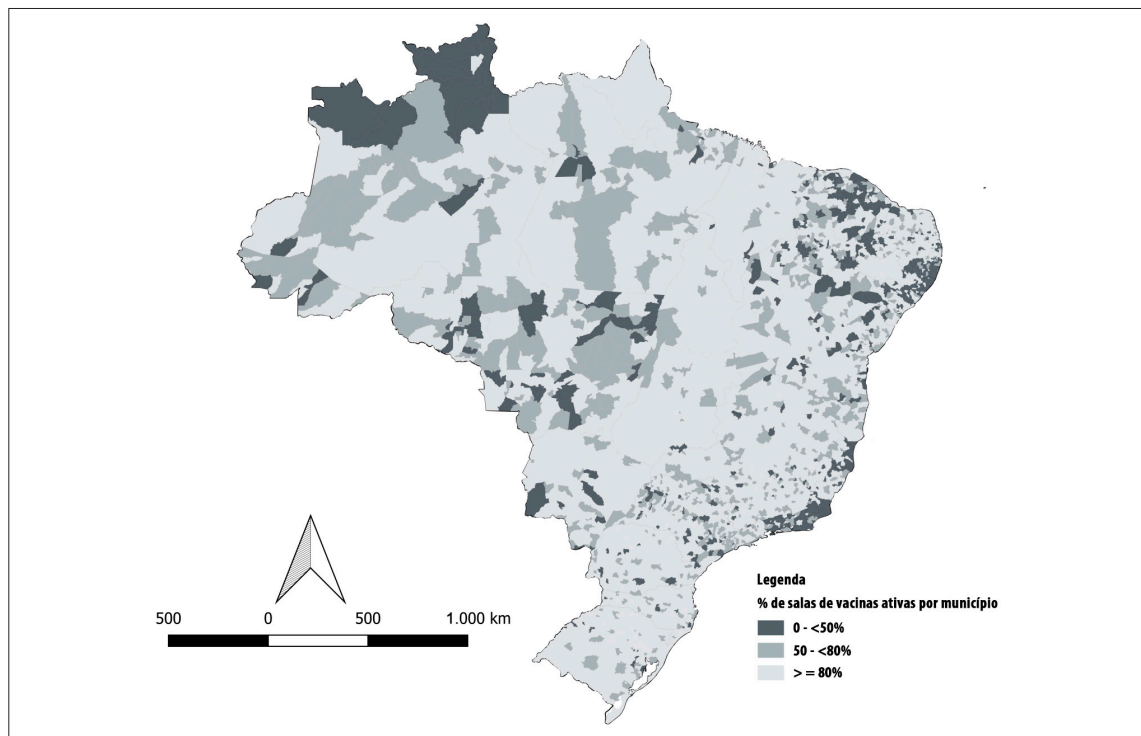 500 0 500 1.000 km
Legenda
% de salas de vacinas ativas por município
0 - <50%
50 - <80%
> = 80%